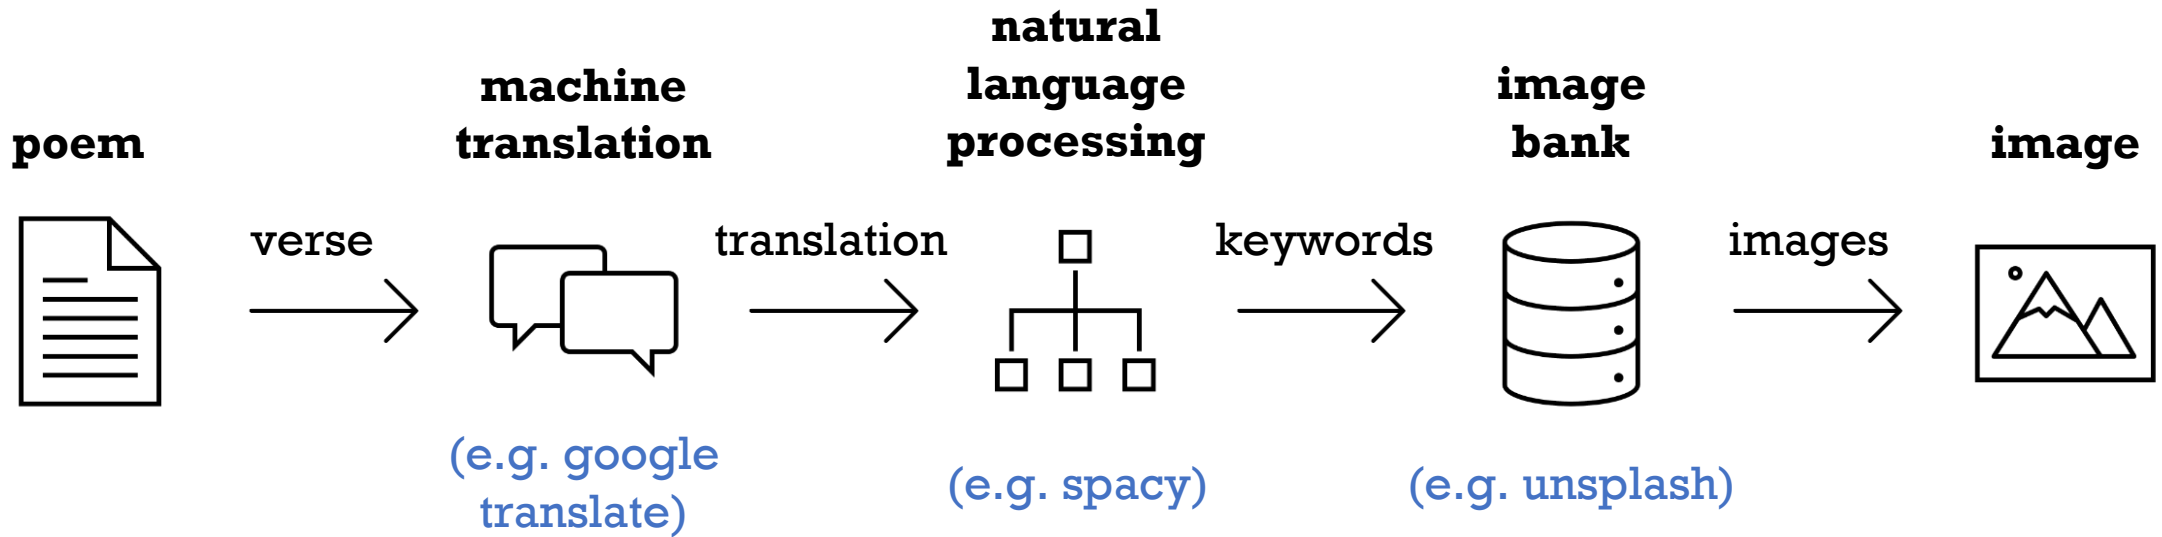 poem
machine
translation
natural
language
processing
image
bank
image
verse
translation
keywords
images
(e.g. google
translate)
(e.g. spacy)
(e.g. unsplash)